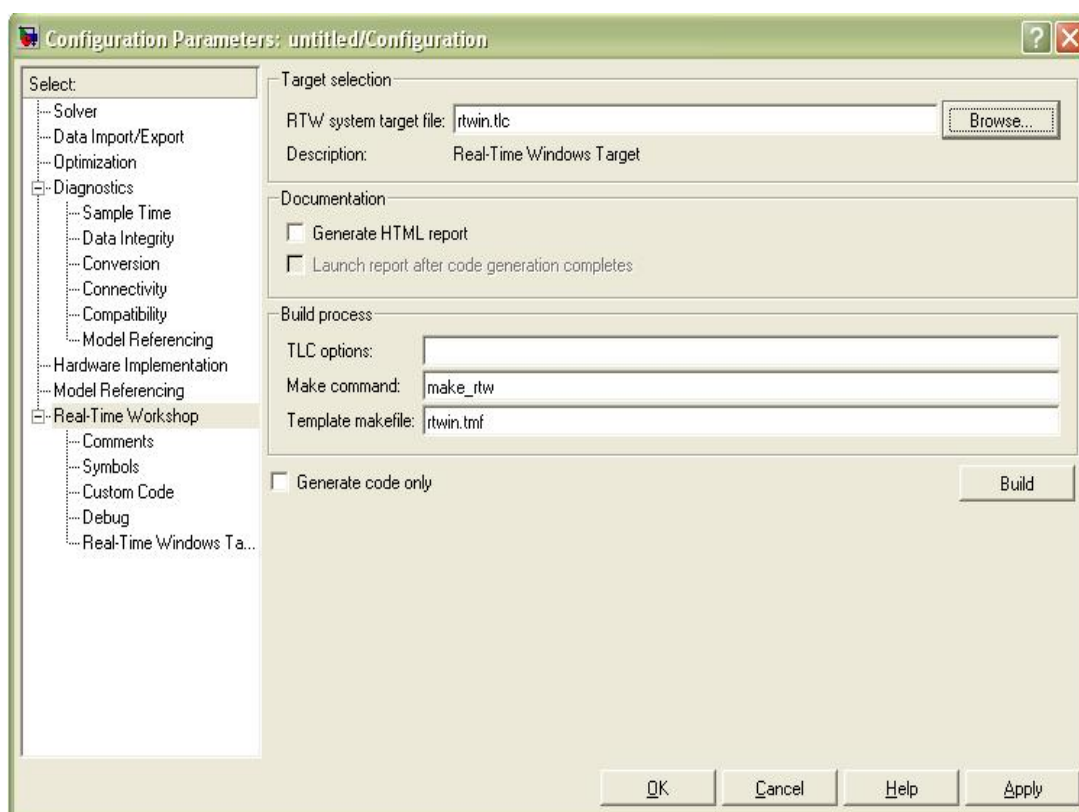 Configuration Parameters: untitled/Configuration
Select:
Solver
Data Import/Export
Optimization
Diagnostics
Sample Time
Data Integrity
Conversion
Connectivity
Compatibility
Model Referencing
Hardware Implementation
Model Referencing
Real-Time Workshop
Comments
Symbols
Custom Code
Debug
Real-Time Windows Ta...
Target selection
RTW system target file: rtwin.tlc Browse...
Description: Real-Time Windows Target
Documentation
Generate HTML report
Launch report after code generation completes
Build process
TLC options:
Make command: make_rtw
Template makefile: rtwin.tmf
Generate code only Build
OK Cancel Help Apply